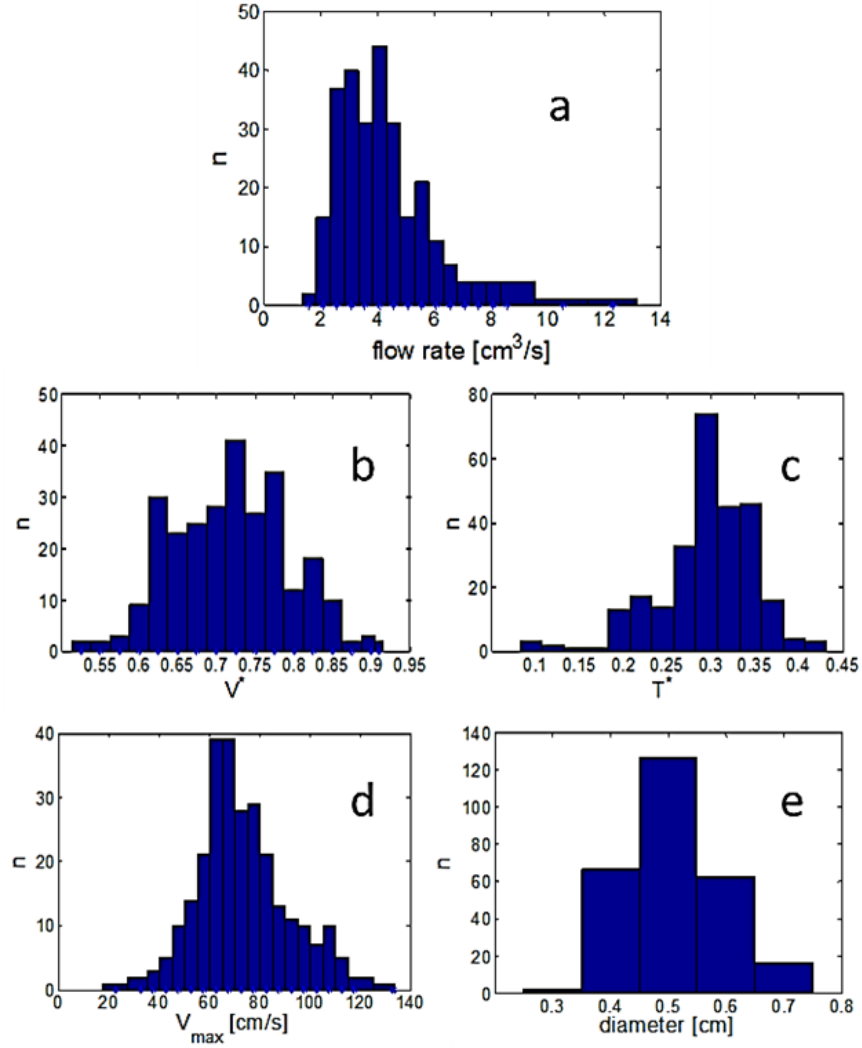 50
40
30
20
10
0
n
a
0 2 4 6 8 10 12 14
flow rate [cm³/s]
50
40
30
20
10
0
n
b
0.55 0.6 0.65 0.7 0.75 0.8 0.85 0.9 0.95
V*
80
60
40
20
0
n
c
0.1 0.15 0.2 0.25 0.3 0.35 0.4 0.45
T*
40
30
20
10
0
n
d
0 20 40 60 80 100 120 140
Vmax [cm/s]
140
120
100
80
60
40
20
0
n
e
0.3 0.4 0.5 0.6 0.7 0.8
diameter [cm]